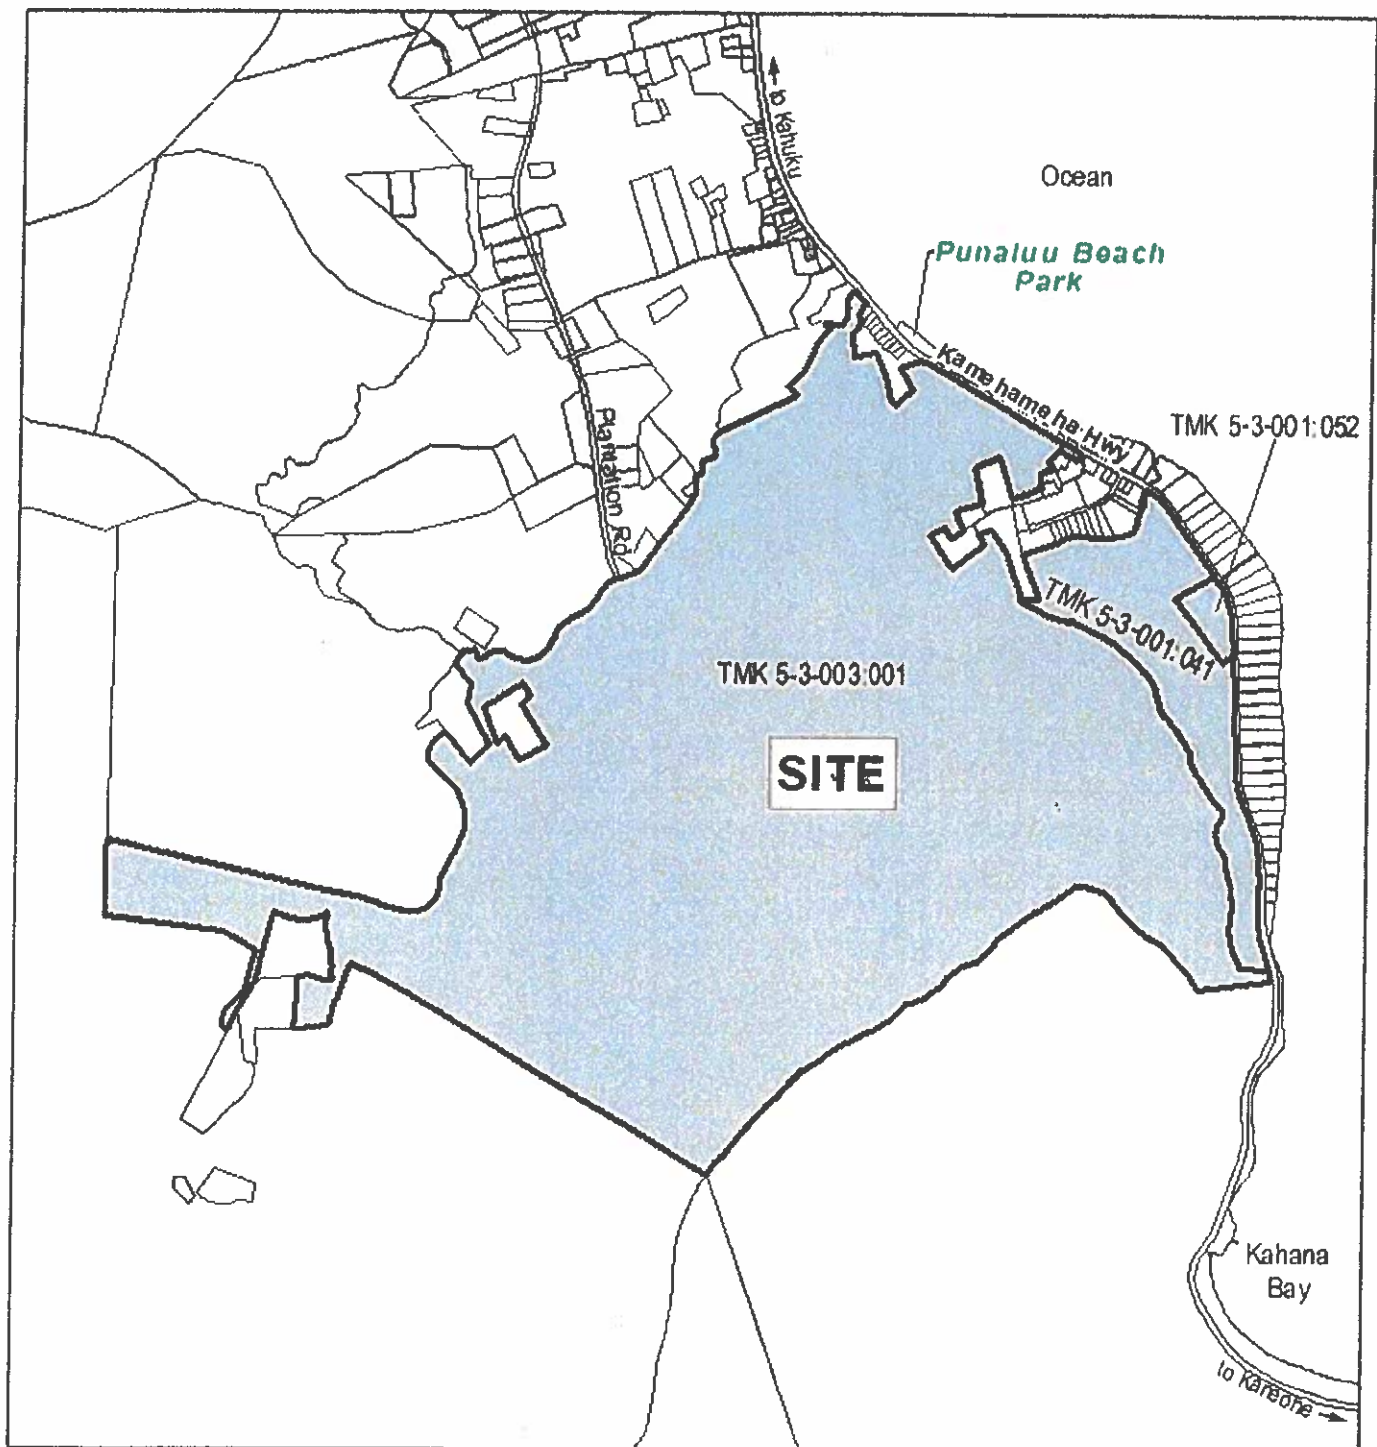 to Kahuku
Ocean
Punaluu Beach
Park
Kamehameha Hwy
TMK 5-3-001:052
Plantation Rd
TMK 5-3-001:041
TMK 5-3-003:001
SITE
Kahana
Bay
to Kaneohe